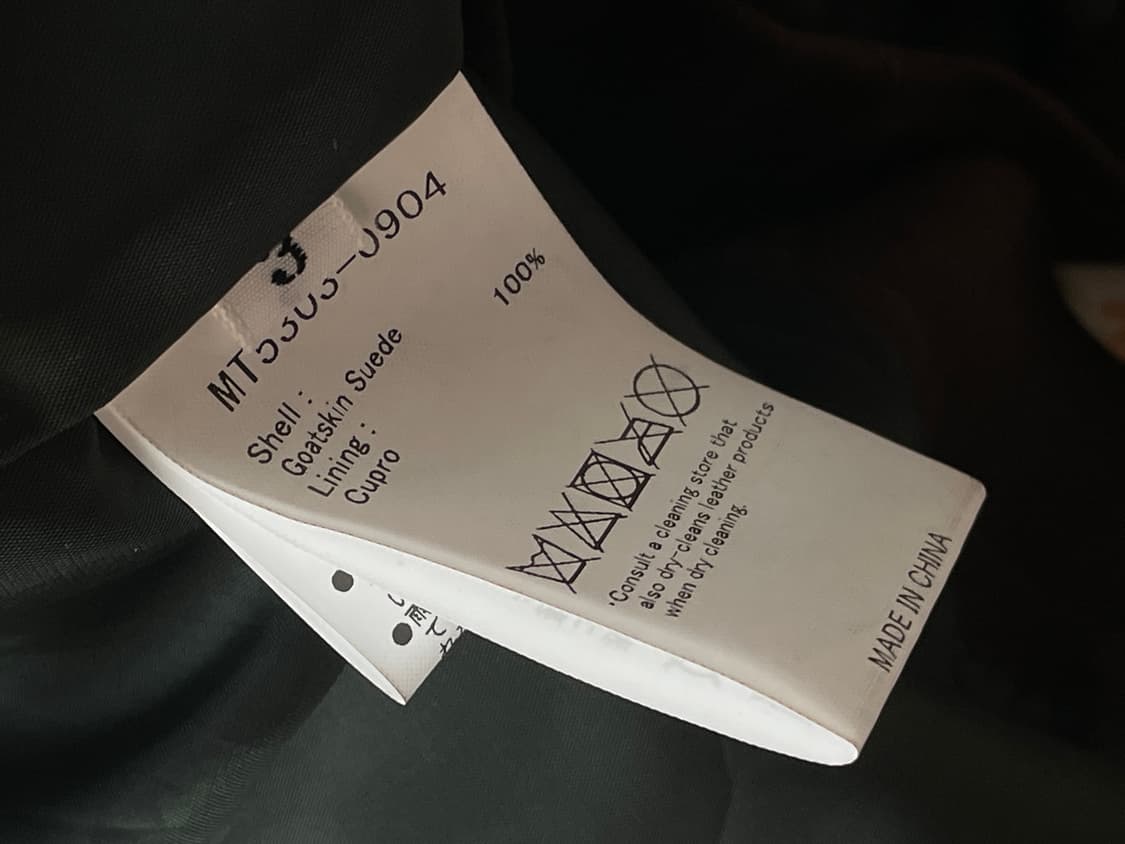 Shell :
Goatskin Suede
100%
Lining :
Cupro
*Consult a cleaning store that
also dry-cleans leather products
when dry cleaning.
MADE IN CHINA